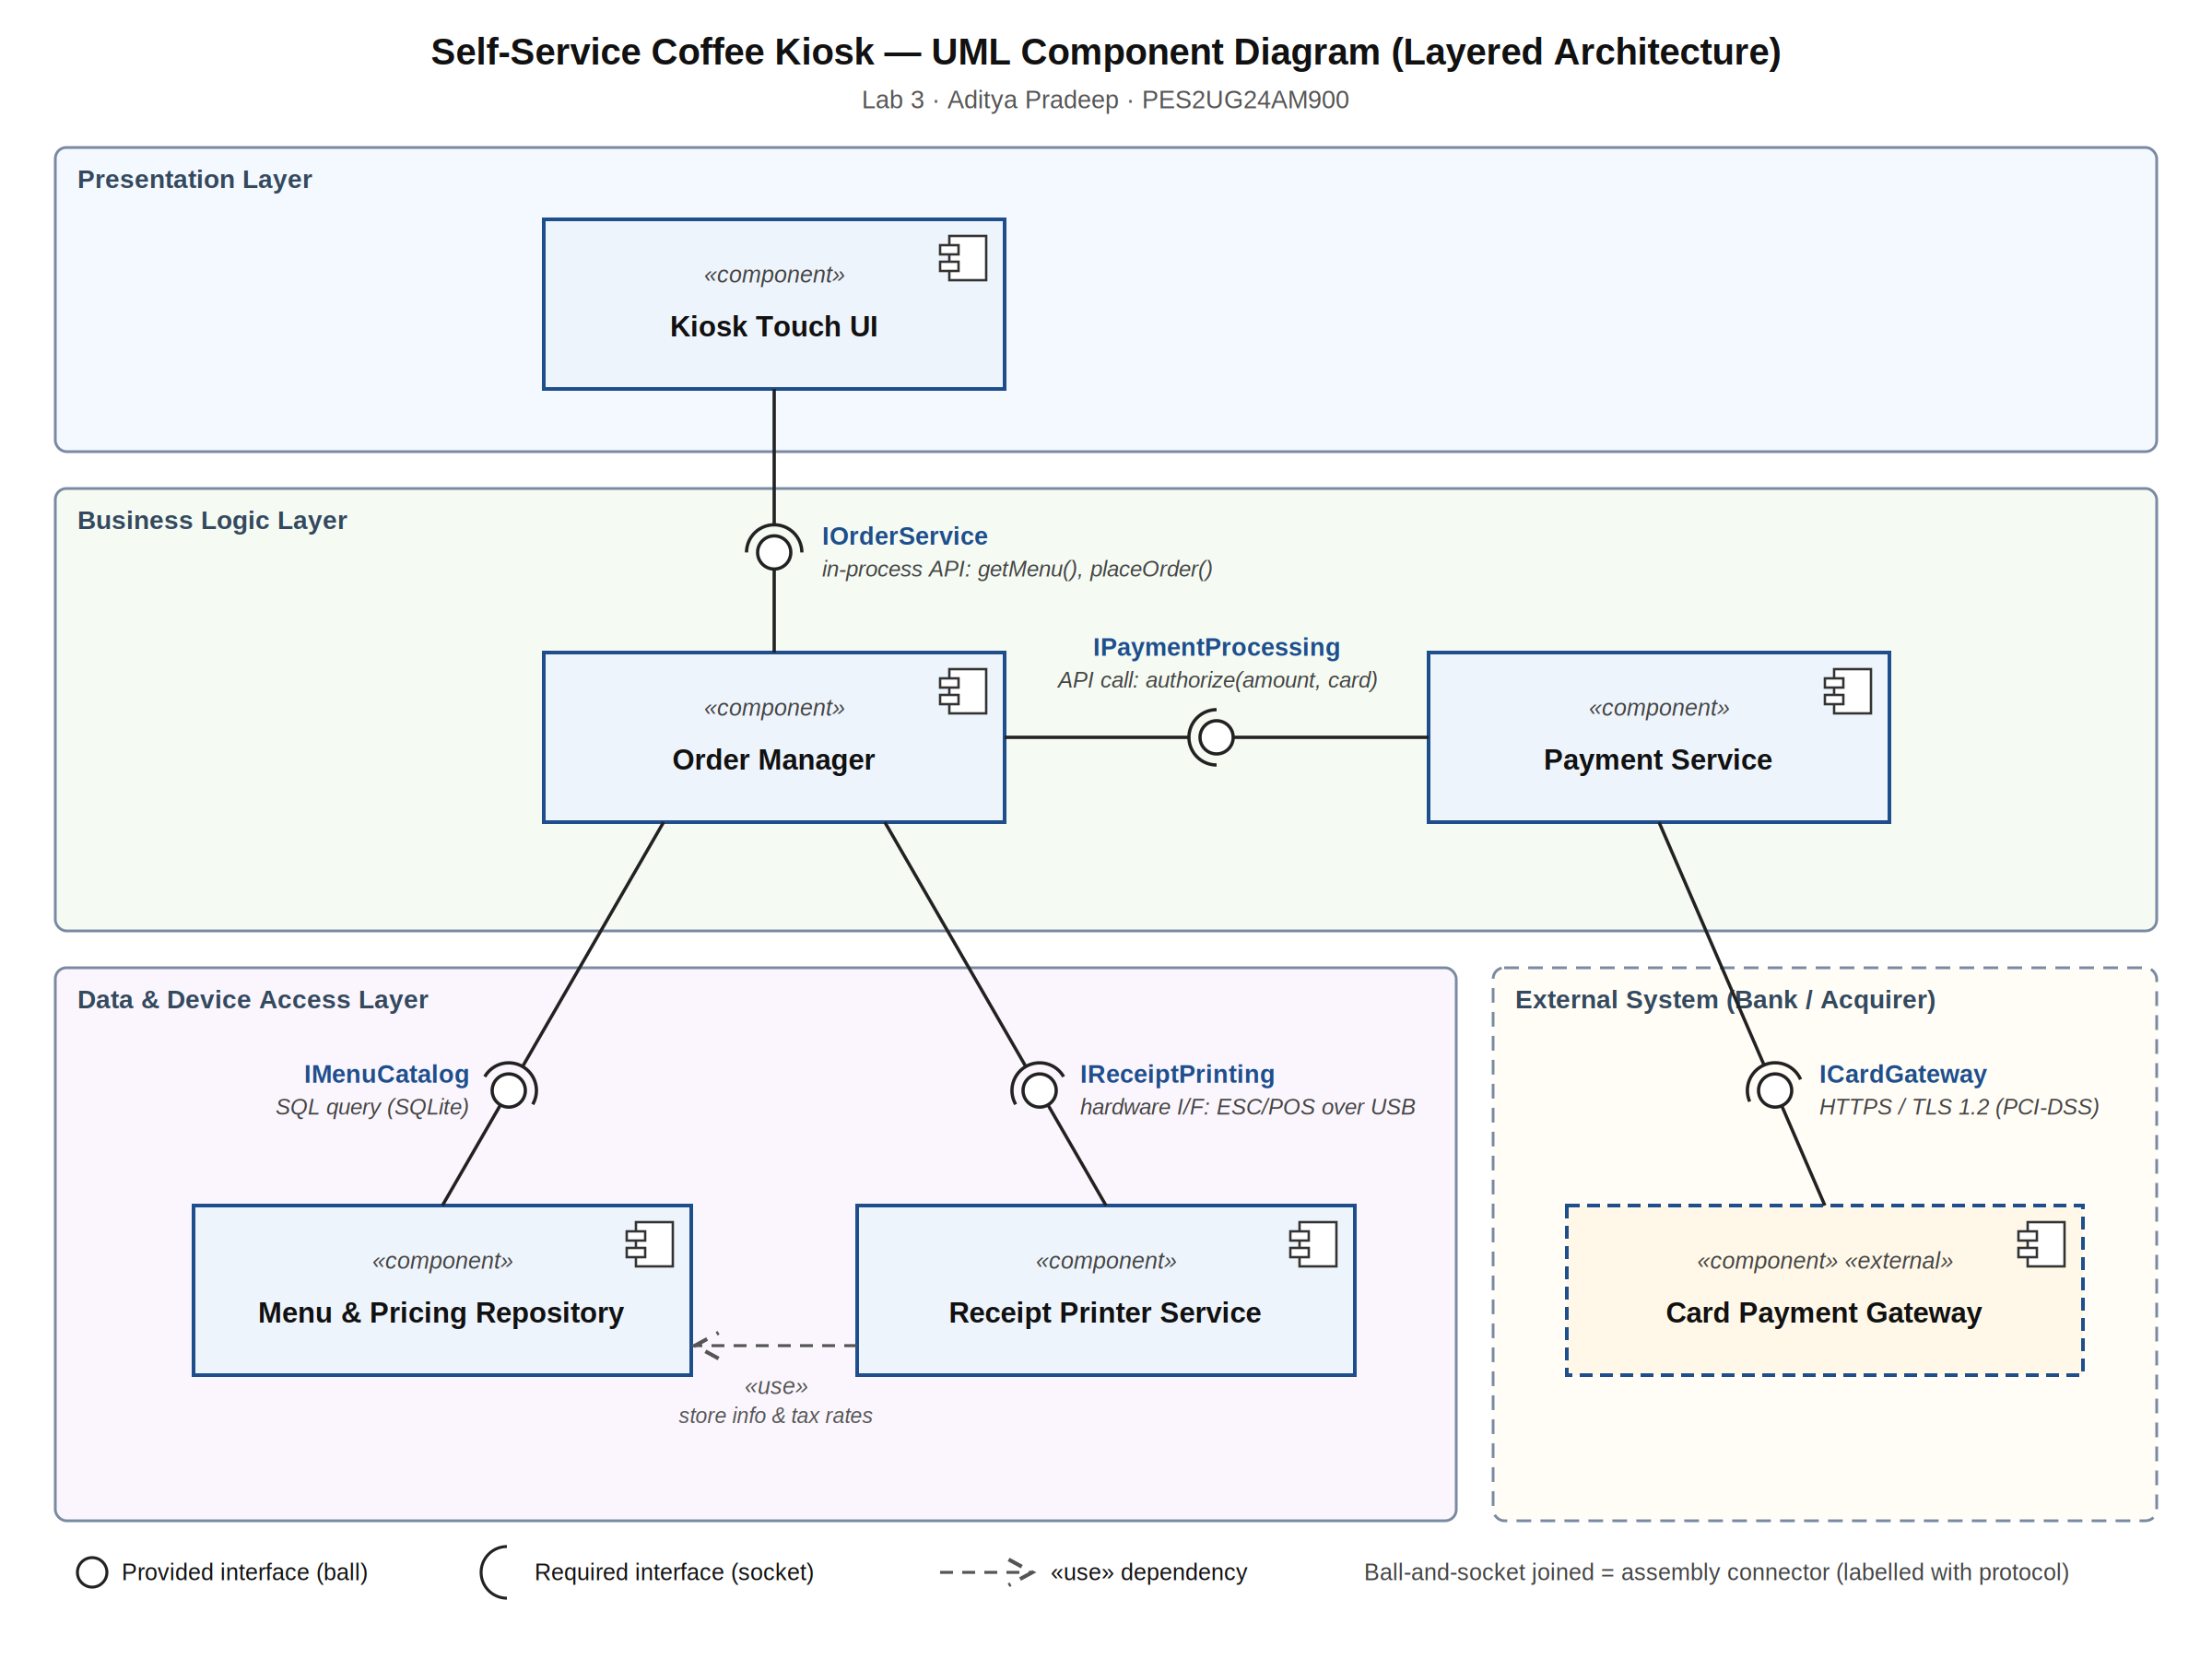 Self-Service Coffee Kiosk — UML Component Diagram (Layered Architecture)
Lab 3 · Aditya Pradeep · PES2UG24AM900
Presentation Layer
«component»
Kiosk Touch UI
Business Logic Layer
IOrderService
in-process API: getMenu(), placeOrder()
IPaymentProcessing
API call: authorize(amount, card)
«component»
Order Manager
«component»
Payment Service
Data & Device Access Layer
External System (Bank / Acquirer)
IMenuCatalog
SQL query (SQLite)
IReceiptPrinting
hardware I/F: ESC/POS over USB
ICardGateway
HTTPS / TLS 1.2 (PCI-DSS)
«component»
Menu & Pricing Repository
«component»
Receipt Printer Service
«component» «external»
Card Payment Gateway
«use»
store info & tax rates
Provided interface (ball)
Required interface (socket)
«use» dependency
Ball-and-socket joined = assembly connector (labelled with protocol)